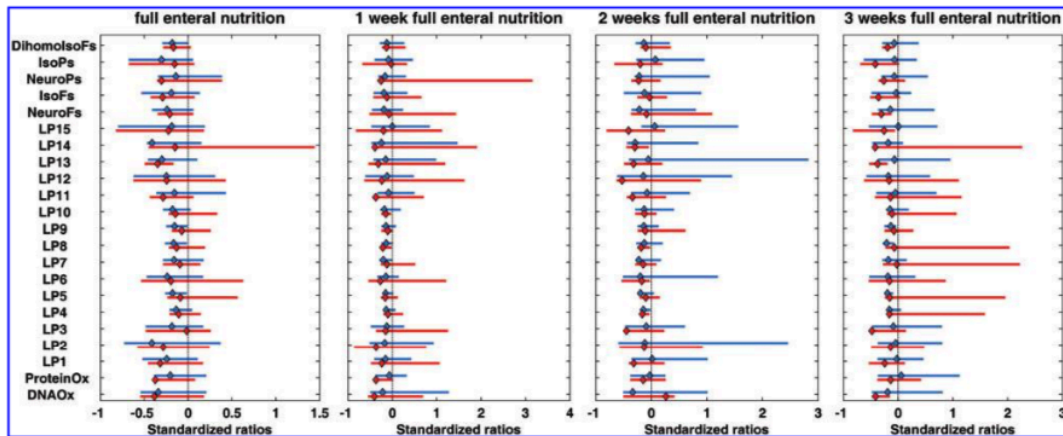 full enteral nutrition
1 week full enteral nutrition
2 weeks full enteral nutrition
3 weeks full enteral nutrition
DihomoIsoFs
IsoPs
NeuroPs
IsoFs
NeuroFs
LP15
LP14
LP13
LP12
LP11
LP10
LP9
LP8
LP7
LP6
LP5
LP4
LP3
LP2
LP1
ProteinOx
DNAOx
-1 -0.5 0 0.5 1 1.5
-1 0 1 2 3 4
-1 0 1 2 3
-1 0 1 2 3
Standardized ratios
Standardized ratios
Standardized ratios
Standardized ratios